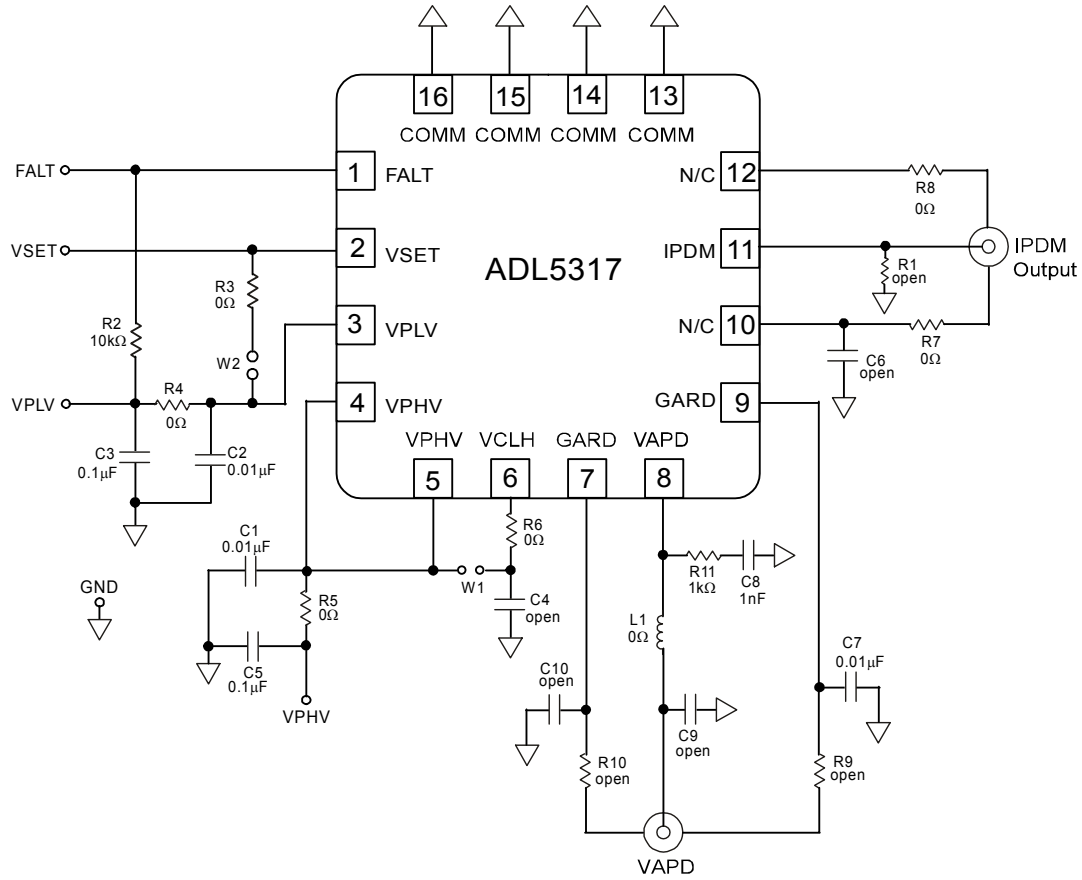 16
15
14
13
COMM
COMM
COMM
COMM
FALT
1
FALT
N/C
12
R8
0Ω
VSET
2
VSET
ADL5317
IPDM
11
R1
open
IPDM
Output
R3
0Ω
R2
10kΩ
3
VPLV
N/C
10
W2
C6
open
R7
0Ω
R4
0Ω
VPLV
4
VPHV
GARD
9
VPHV
VCLH
GARD
VAPD
C3
0.1μF
C2
0.01μF
5
6
7
8
C1
0.01μF
R6
0Ω
W1
R11
1kΩ
C8
1nF
GND
R5
0Ω
C4
open
L1
0Ω
C5
0.1μF
C7
0.01μF
C10
open
VPHV
C9
open
R10
open
R9
open
VAPD